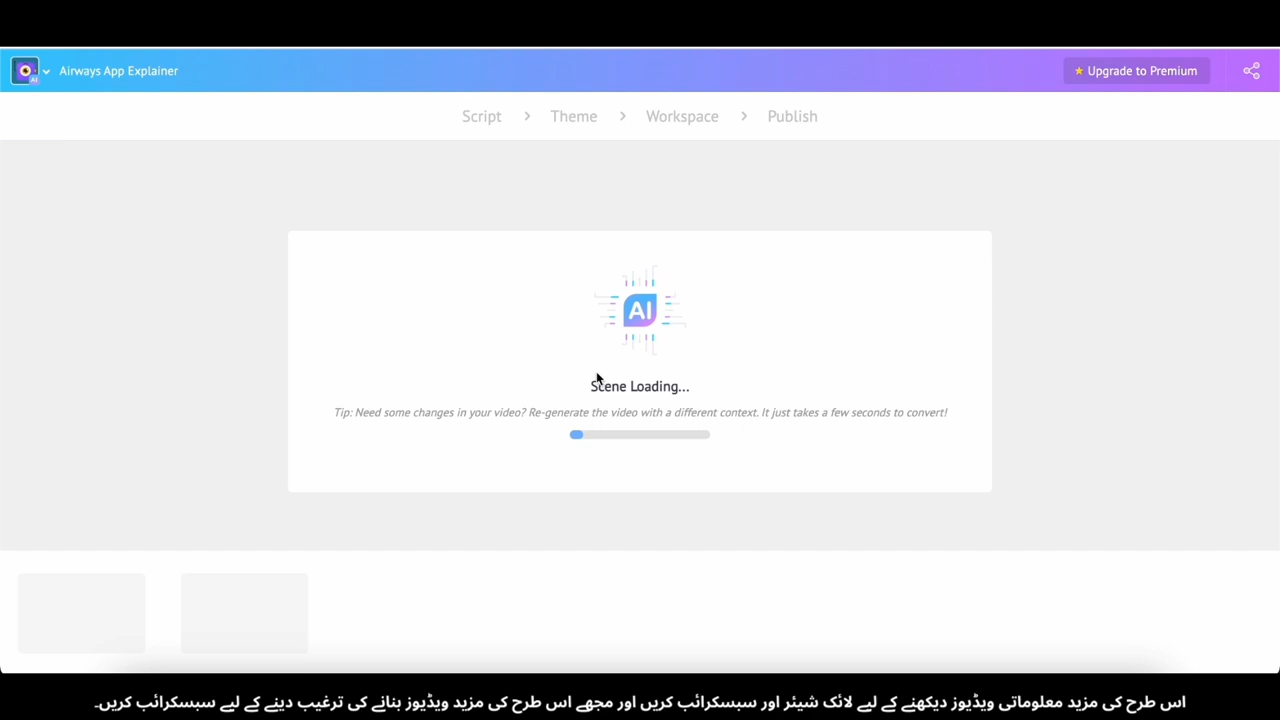 Airways App Explainer
Upgrade to Premium
Script > Theme > Workspace > Publish
AI
Scene Loading...
Tip: Need some changes in your video? Re-generate the video with a different context. It just takes a few seconds to convert!
اس طرح کی مزید معلوماتی ویڈیوز دیکھنے کے لیے لائک شیئر اور سبسکرائب کریں اور مجھے اس طرح کی مزید ویڈیوز بنانے کی ترغیب دینے کے لیے سبسکرائب کریں۔